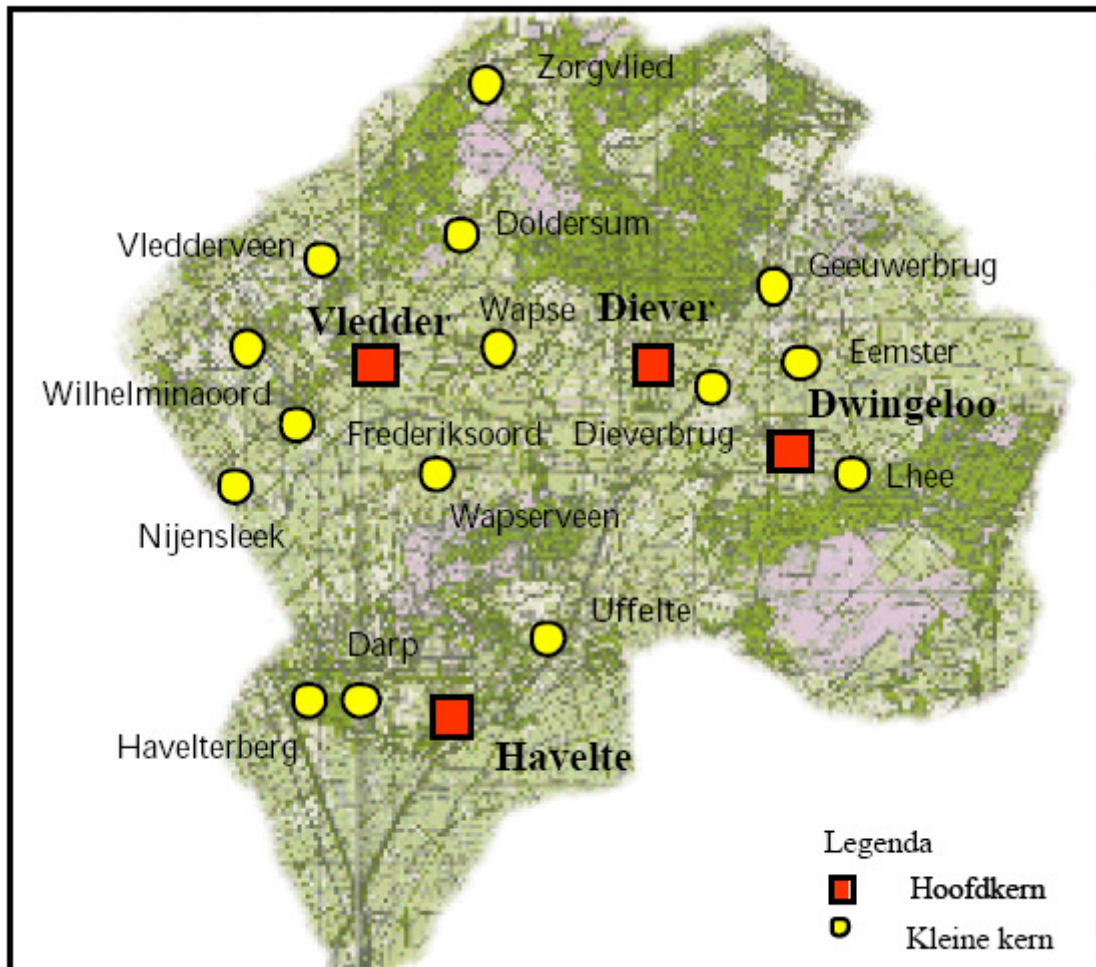 Zorgvlied
Doldersum
Vledderveen
Geeuwerbrug
Vledder
Wapse
Diever
Eemster
Wilhelminaoord
Dwingeloo
Frederiksoord
Dieverbrug
Lhee
Wapserveen
Nijensleek
Uffelte
Darp
Havelterberg
Havelte
Legenda
Hoofdkern
Kleine kern